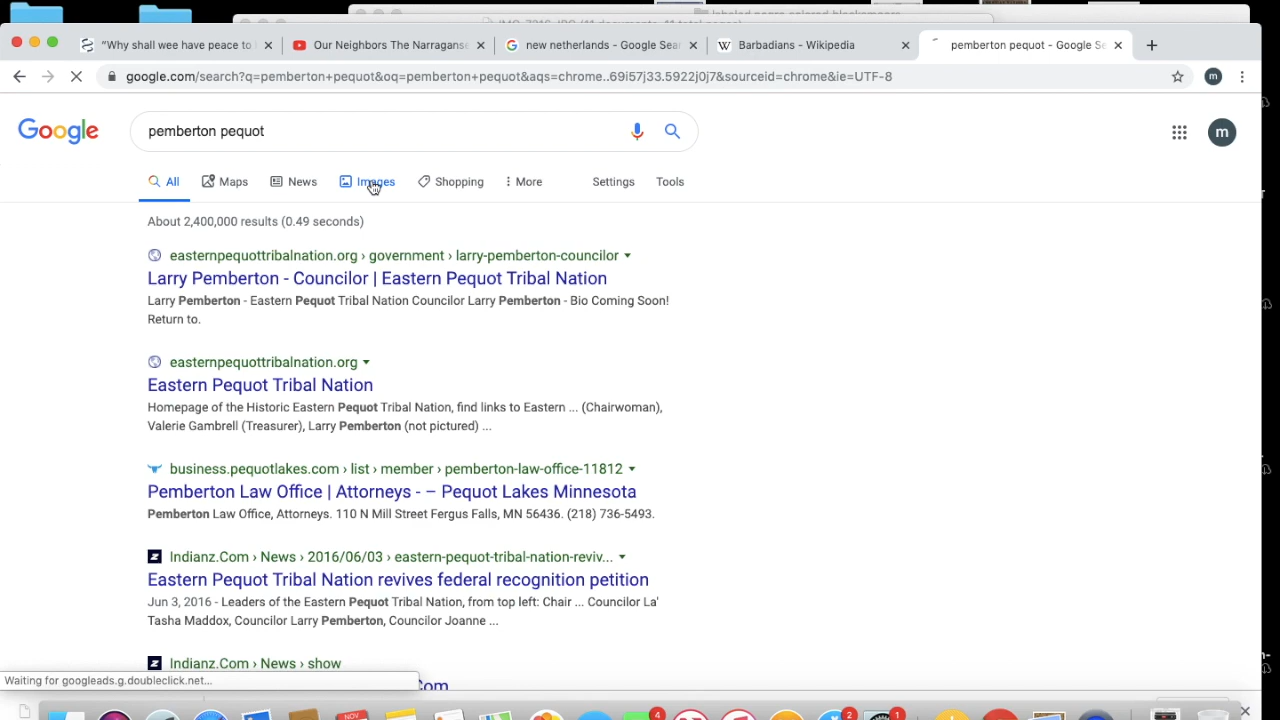 "Why shall wee have peace to
Our Neighbors The Narraganse
new netherlands - Google Sear
Barbadians - Wikipedia
pemberton pequot - Google Se
google.com/search?q=pemberton+pequot&oq=pemberton+pequot&aqs=chrome..69i57j33.5922j0j7&sourceid=chrome&ie=UTF-8
m
Google
pemberton pequot
m
All
Maps
News
Images
Shopping
More
Settings
Tools
About 2,400,000 results (0.49 seconds)
easternpequottribalnation.org › government › larry-pemberton-councilor
Larry Pemberton - Councilor | Eastern Pequot Tribal Nation
Larry Pemberton - Eastern Pequot Tribal Nation Councilor Larry Pemberton - Bio Coming Soon!
Return to.
easternpequottribalnation.org
Eastern Pequot Tribal Nation
Homepage of the Historic Eastern Pequot Tribal Nation, find links to Eastern ... (Chairwoman),
Valerie Gambrell (Treasurer), Larry Pemberton (not pictured) ...
business.pequotlakes.com › list › member › pemberton-law-office-11812
Pemberton Law Office | Attorneys - – Pequot Lakes Minnesota
Pemberton Law Office, Attorneys. 110 N Mill Street Fergus Falls, MN 56436. (218) 736-5493.
Indianz.Com › News › 2016/06/03 › eastern-pequot-tribal-nation-reviv...
Eastern Pequot Tribal Nation revives federal recognition petition
Jun 3, 2016 - Leaders of the Eastern Pequot Tribal Nation, from top left: Chair ... Councilor La'
Tasha Maddox, Councilor Larry Pemberton, Councilor Joanne ...
Indianz.Com › News › show
Com
Waiting for googleads.g.doubleclick.net...
NOV
4
2
1